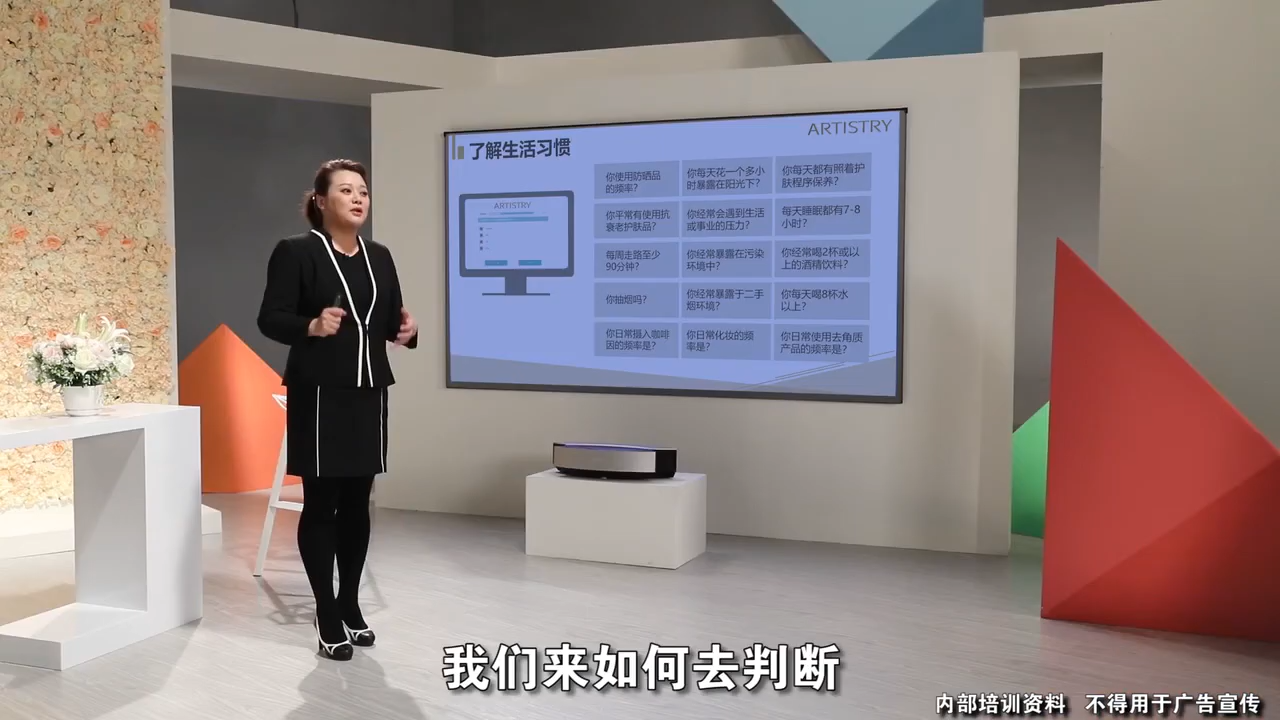 ARTISTRY
了解生活习惯
ARTISTRY
你使用防晒品
的频率?
你每天花一个多小
时暴露在阳光下?
你每天都有照着护
肤程序保养?
你平常有使用抗
衰老护肤品?
你经常会遇到生活
或事业的压力?
每天睡眠都有7-8
小时?
每周走路至少
90分钟?
你经常暴露在污染
环境中?
你经常喝2杯或以
上的酒精饮料?
你抽烟吗?
你经常暴露于二手
烟环境?
你每天喝8杯水
以上?
你日常摄入咖啡
因的频率是?
你日常化妆的频
率是?
你日常使用去角质
产品的频率是?
我们来如何去判断
内部培训资料 不得用于广告宣传